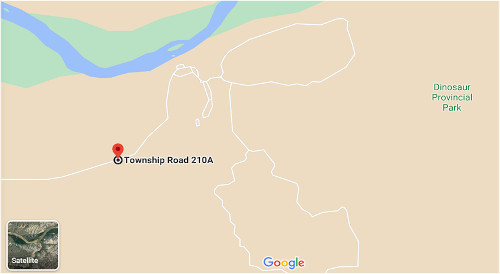 Dinosaur
Provincial
Park
Township Road 210A
Satellite
Google